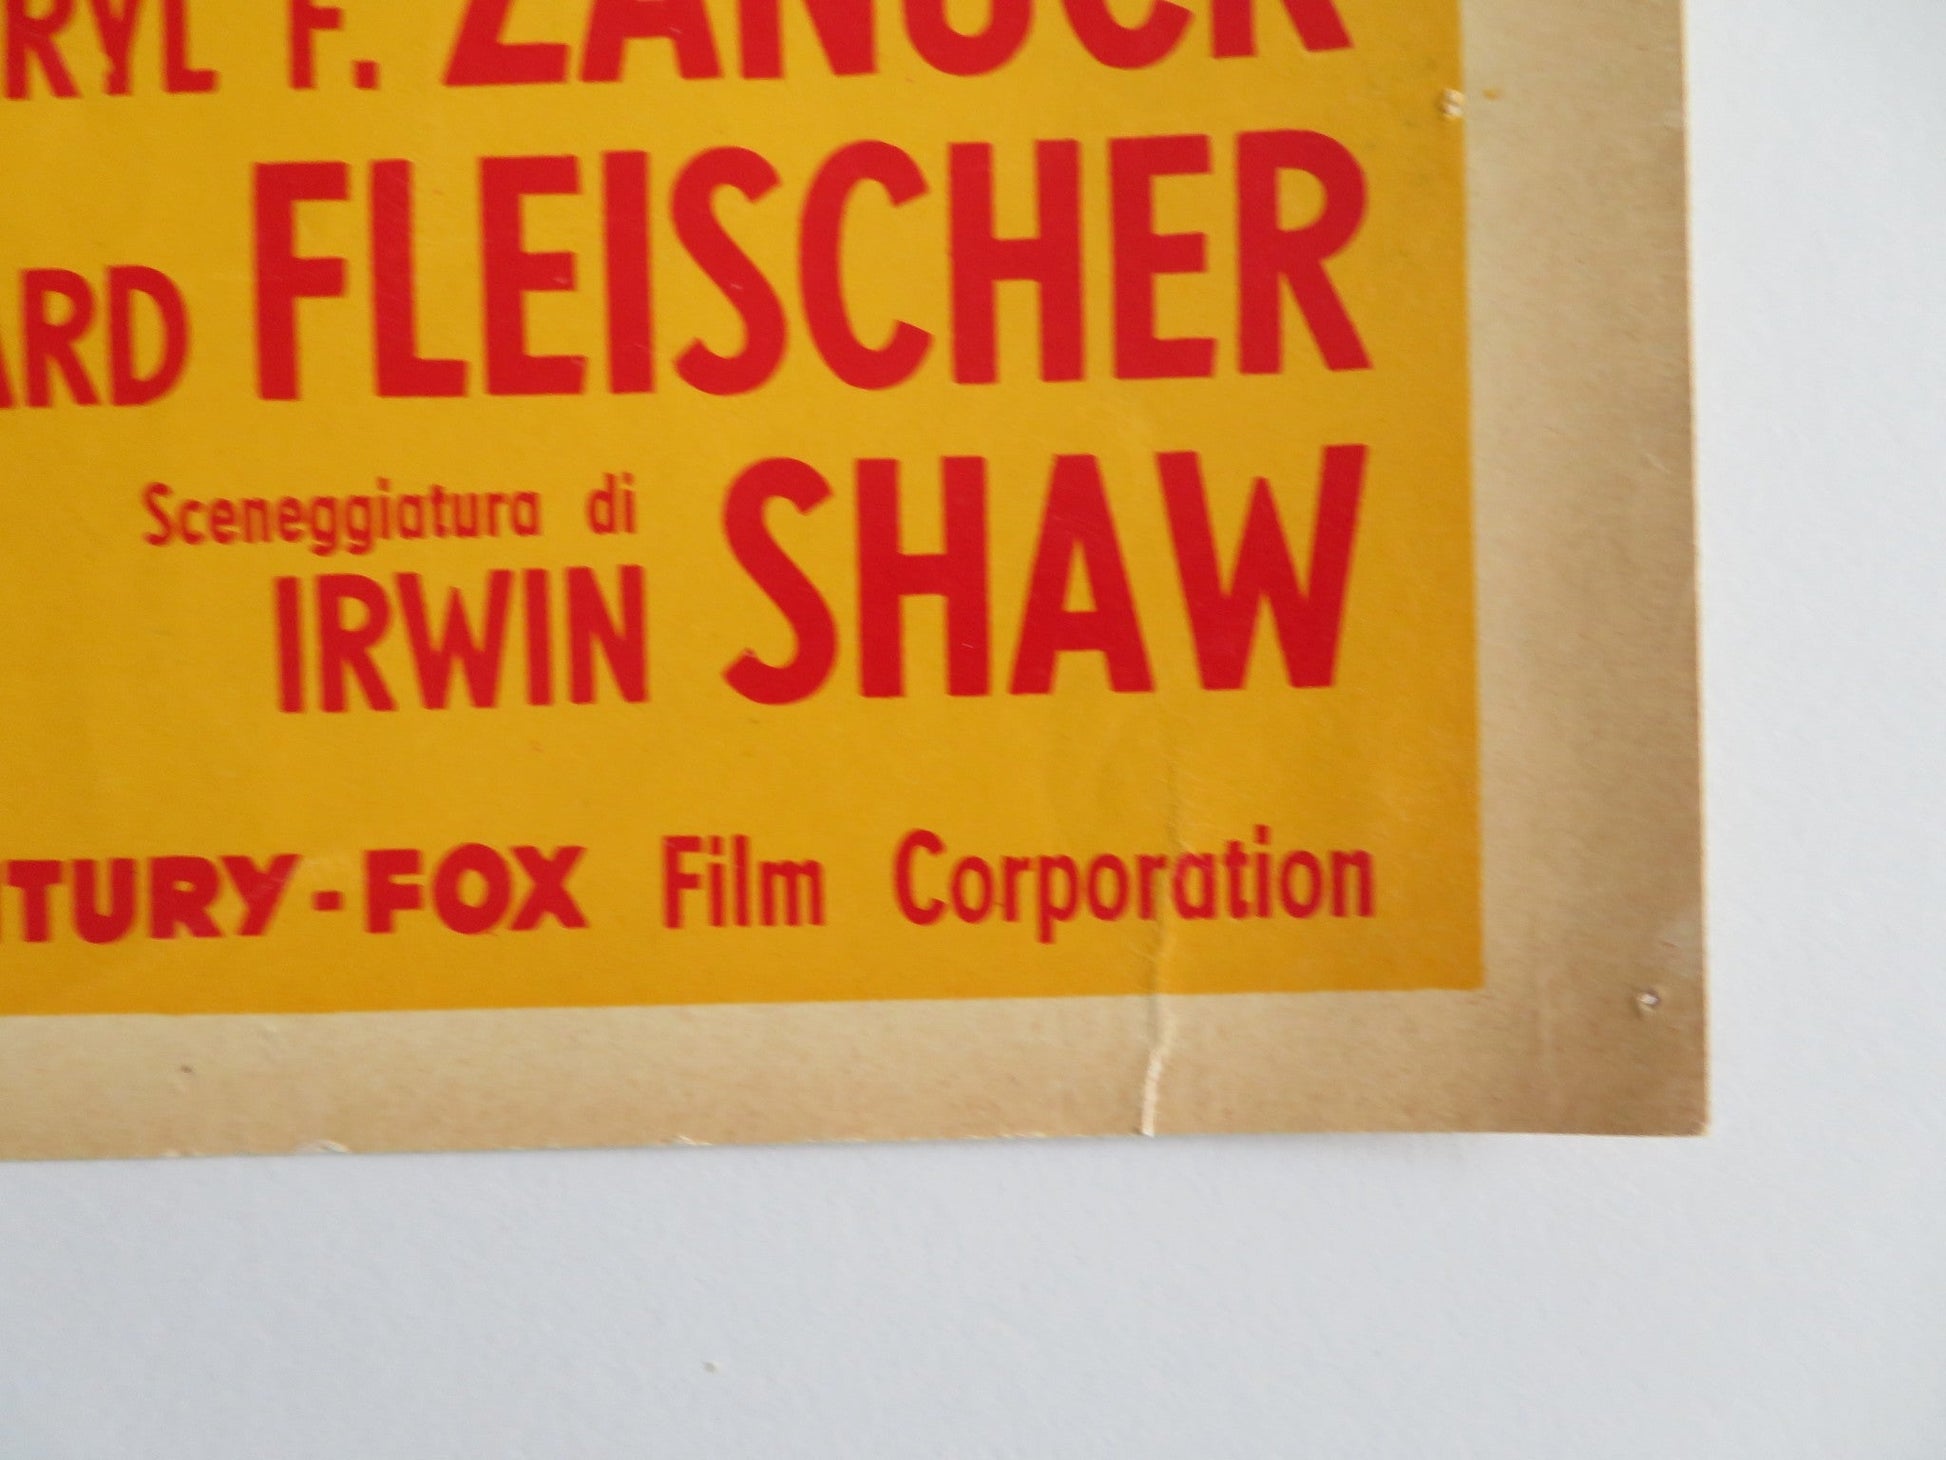 RYL F. ZANUCK
ARD FLEISCHER
Sceneggiatura di
IRWIN SHAW
TURY-FOX Film Corporation